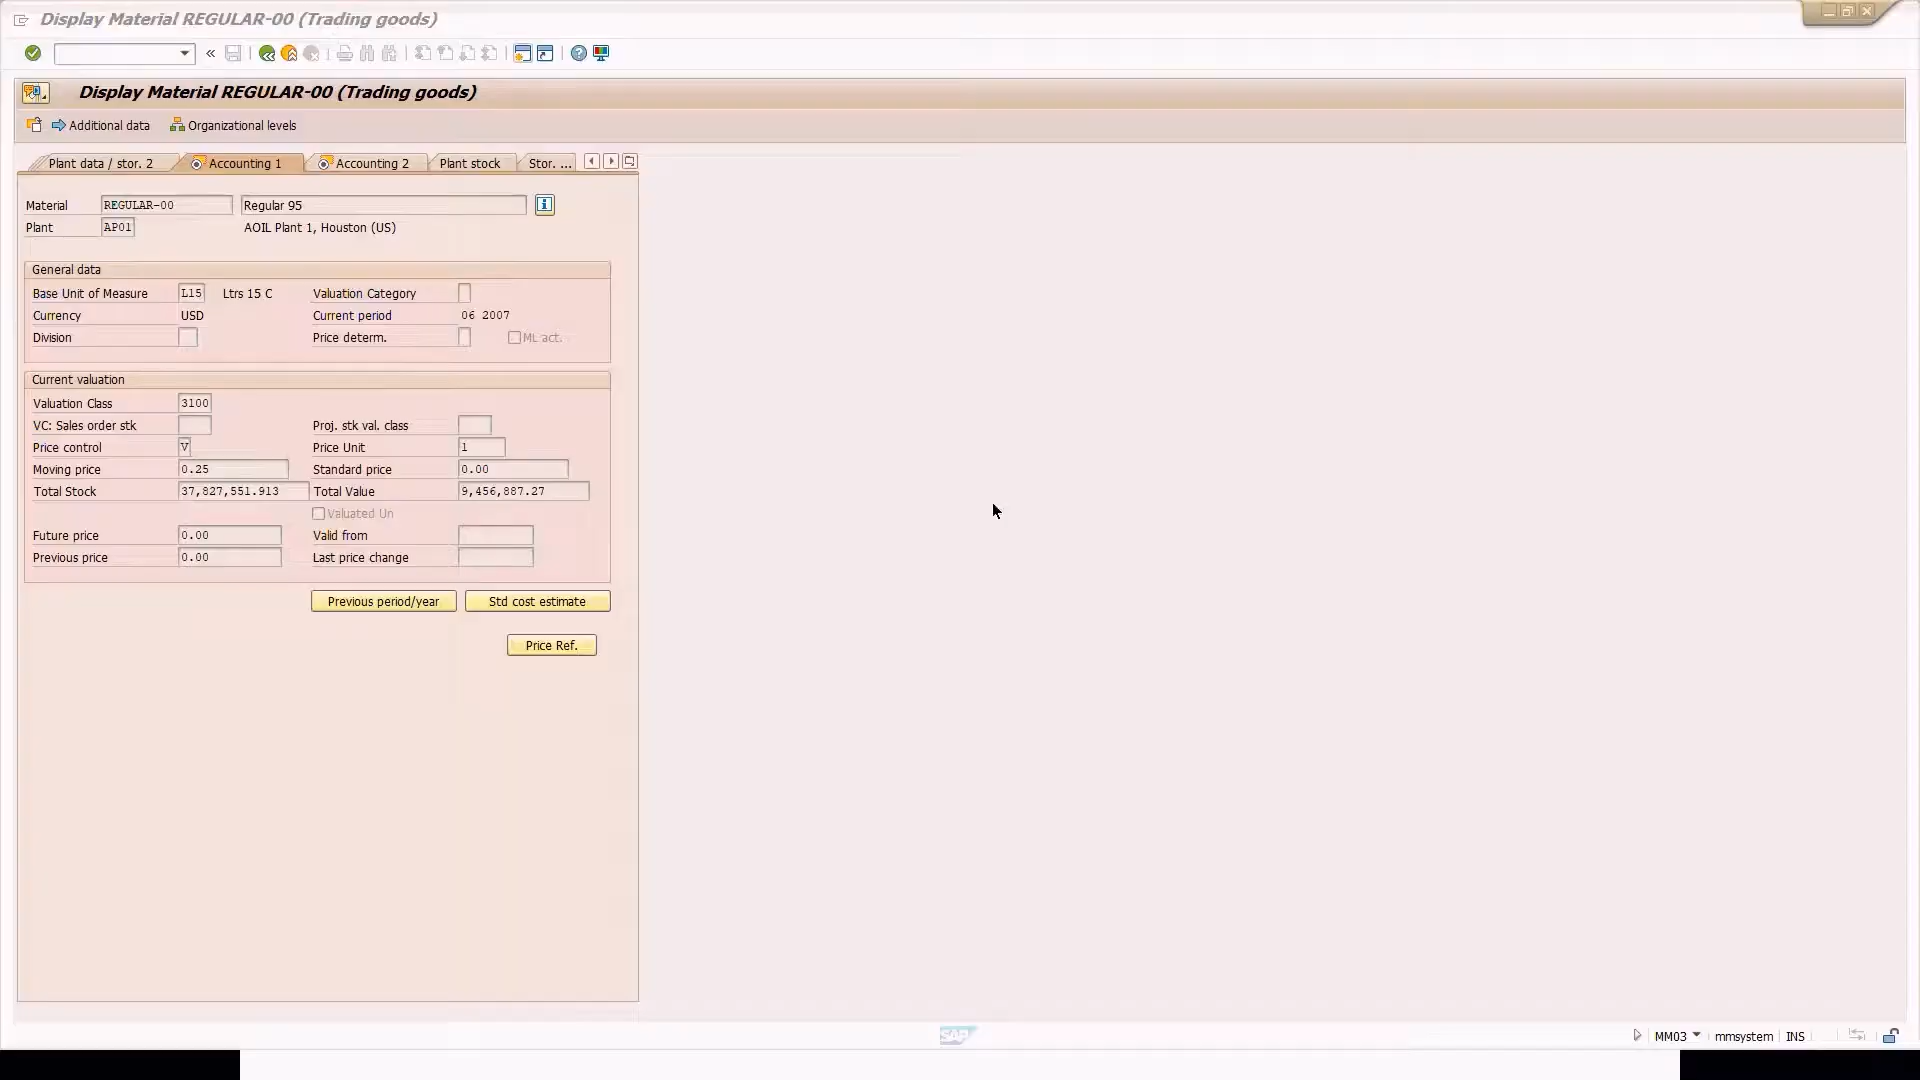 Display Material REGULAR-00 (Trading goods)
Display Material REGULAR-00 (Trading goods)
Additional data Organizational levels
Plant data / stor. 2 Accounting 1 Accounting 2 Plant stock Stor. ...
Material REGULAR-00 Regular 95
Plant AP01 AOIL Plant 1, Houston (US)
General data
Base Unit of Measure L15 Ltrs 15 C Valuation Category
Currency USD Current period 06 2007
Division Price determ. ML act.
Current valuation
Valuation Class 3100
VC: Sales order stk Proj. stk val. class
Price control V Price Unit 1
Moving price 0.25 Standard price 0.00
Total Stock 37,827,551.913 Total Value 9,456,887.27
Valuated Un
Future price 0.00 Valid from
Previous price 0.00 Last price change
Previous period/year Std cost estimate
Price Ref.
SAP MM03 mmsystem INS